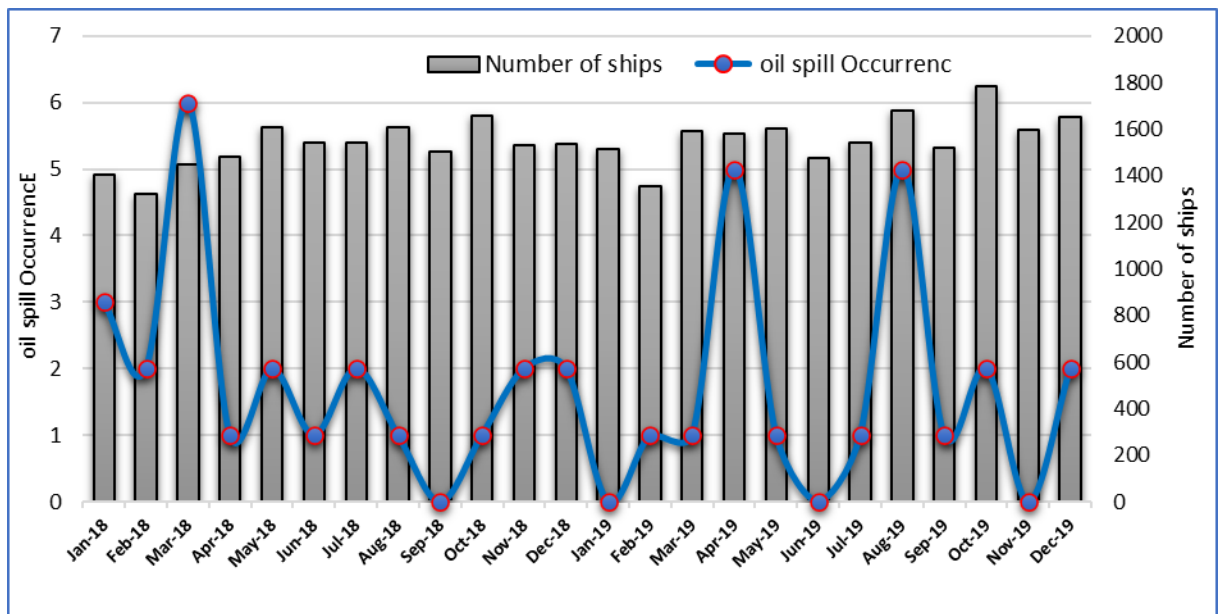 7
6
5
4
3
2
1
0
oil spill OccurrencE
Number of ships
oil spill Occurrenc
2000
1800
1600
1400
1200
1000
800
600
400
200
0
Number of ships
Jan-18
Feb-18
Mar-18
Apr-18
May-18
Jun-18
Jul-18
Aug-18
Sep-18
Oct-18
Nov-18
Dec-18
Jan-19
Feb-19
Mar-19
Apr-19
May-19
Jun-19
Jul-19
Aug-19
Sep-19
Oct-19
Nov-19
Dec-19